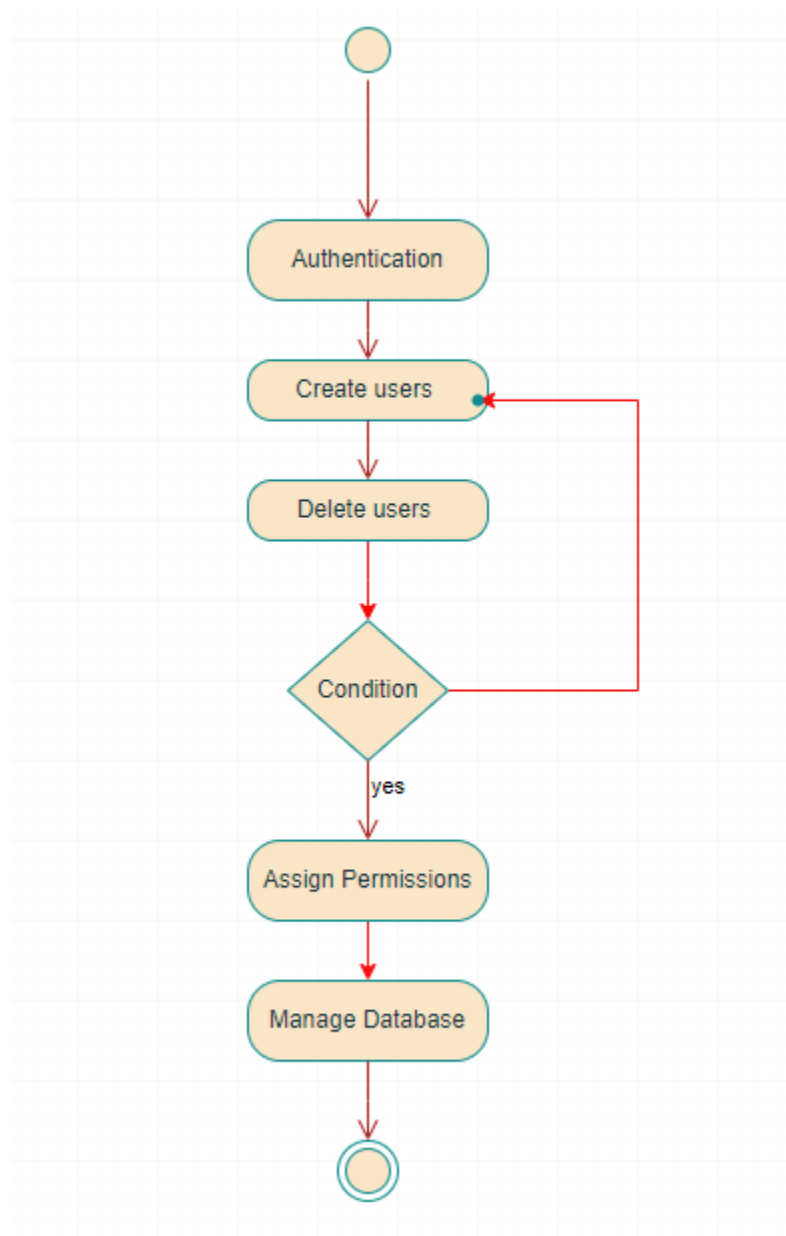 Authentication
Create users
Delete users
Condition
yes
Assign Permissions
Manage Database